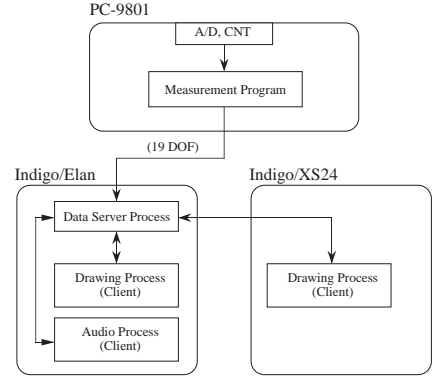 PC-9801
A/D, CNT
Measurement Program
(19 DOF)
Indigo/Elan
Indigo/XS24
Data Server Process
Drawing Process
(Client)
Drawing Process
(Client)
Audio Process
(Client)